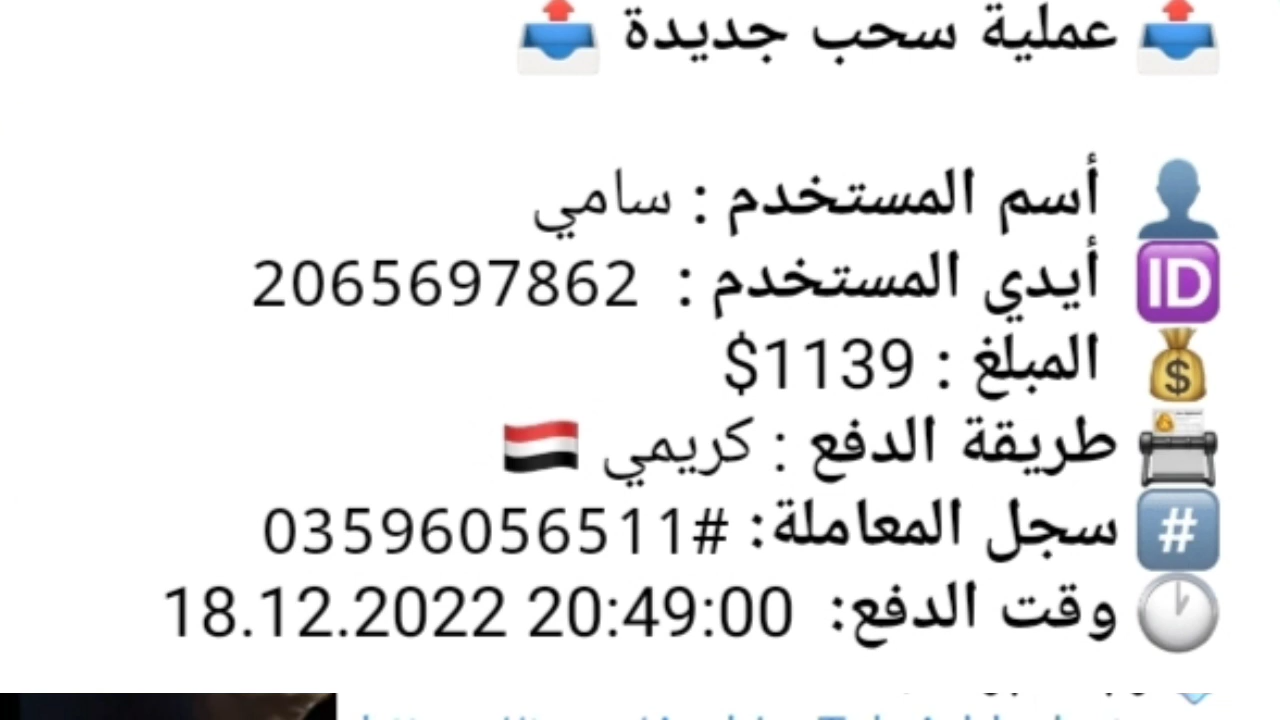 عملية سحب جديدة
أسم المستخدم : سامي
أيدي المستخدم : 2065697862
المبلغ : 1139$
طريقة الدفع : كريمي
سجل المعاملة: #03596056511
وقت الدفع: 18.12.2022 20:49:00